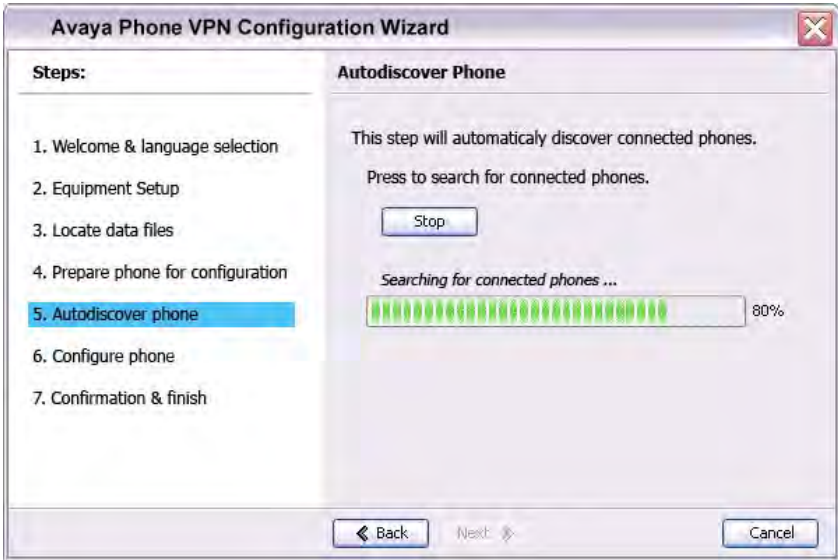 Avaya Phone VPN Configuration Wizard
Steps:
1. Welcome & language selection
2. Equipment Setup
3. Locate data files
4. Prepare phone for configuration
5. Autodiscover phone
6. Configure phone
7. Confirmation & finish
Autodiscover Phone
This step will automaticaly discover connected phones.
Press to search for connected phones.
Stop
Searching for connected phones ...
80%
Back
Next
Cancel